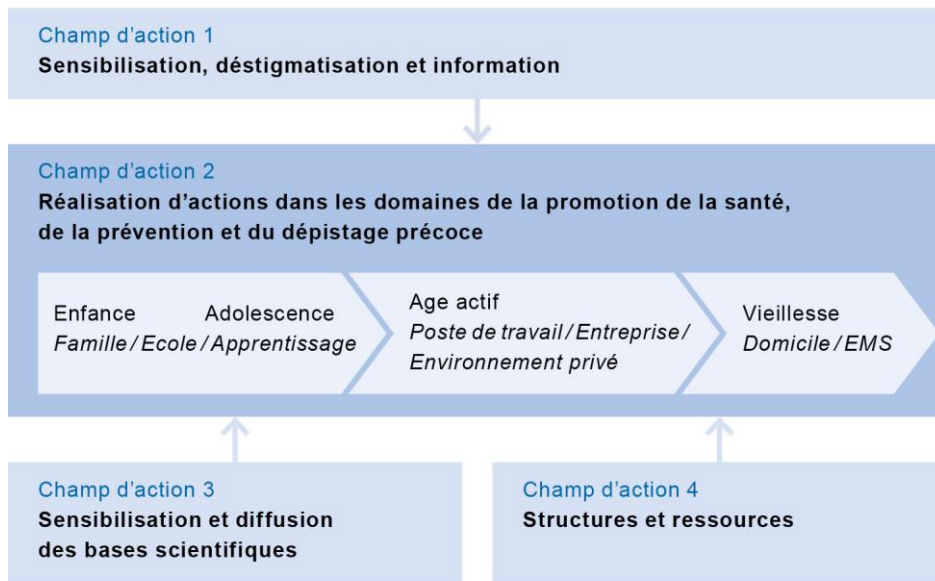 Champ d'action 1
Sensibilisation, déstigmatisation et information
Champ d'action 2
Réalisation d'actions dans les domaines de la promotion de la santé,
de la prévention et du dépistage précoce
Enfance Adolescence
Famille / Ecole / Apprentissage
Age actif
Poste de travail / Entreprise /
Environnement privé
Vieillesse
Domicile / EMS
Champ d'action 3
Sensibilisation et diffusion
des bases scientifiques
Champ d'action 4
Structures et ressources